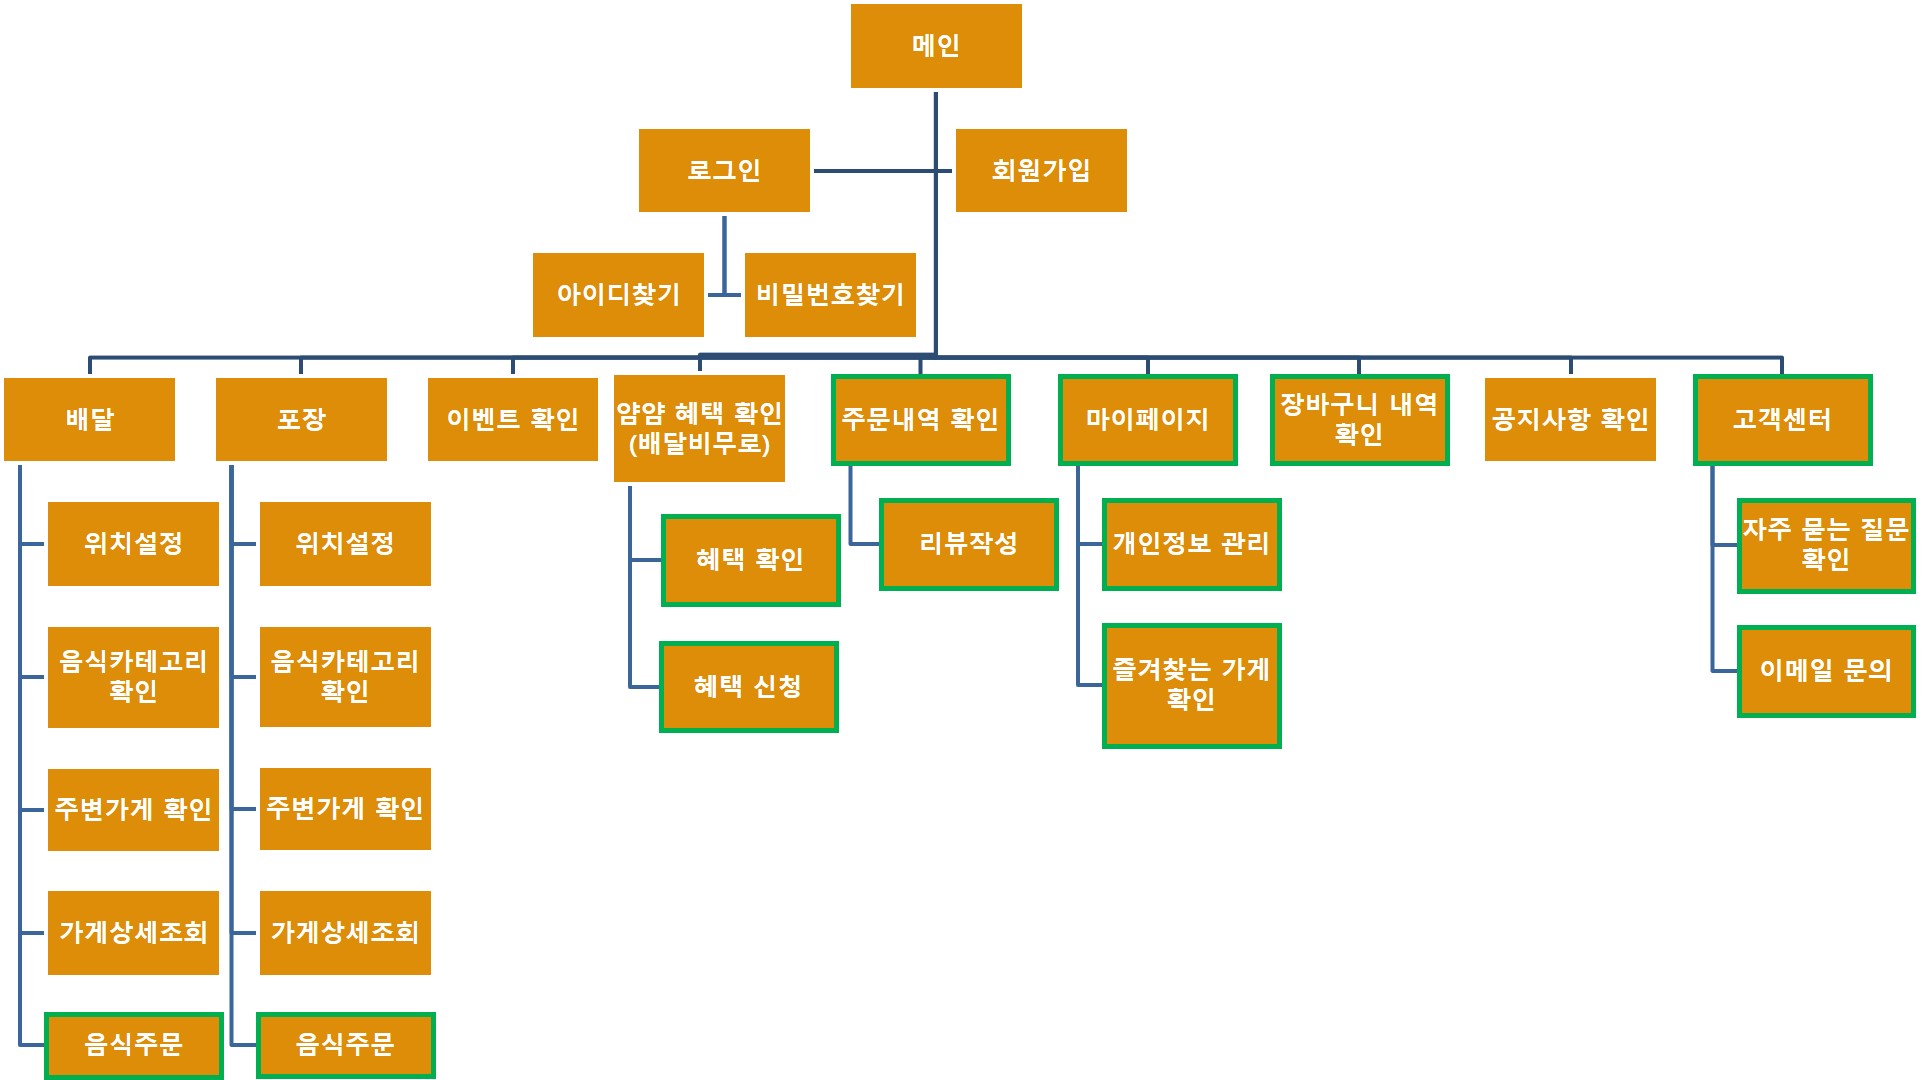 메인
로그인
회원가입
아이디찾기
비밀번호찾기
배달
포장
이벤트 확인
얌얌 혜택 확인
(배달비무로)
주문내역 확인
마이페이지
장바구니 내역
확인
공지사항 확인
고객센터
위치설정
음식카테고리
확인
주변가게 확인
가게상세조회
음식주문
위치설정
음식카테고리
확인
주변가게 확인
가게상세조회
음식주문
혜택 확인
혜택 신청
리뷰작성
개인정보 관리
즐겨찾는 가게
확인
자주 묻는 질문
확인
이메일 문의